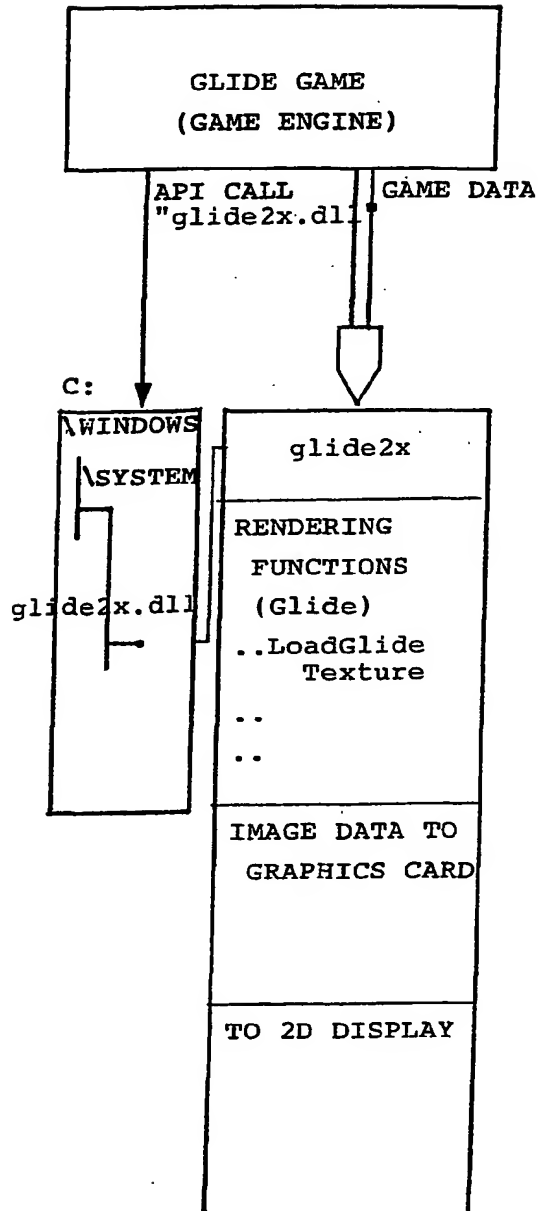 GLIDE GAME
(GAME ENGINE)
API CALL
"glide2x.dll
GAME DATA
C:
\WINDOWS
\SYSTEM
glide2x.dll
glide2x
RENDERING
FUNCTIONS
(Glide)
..LoadGlide
Texture
..
..
IMAGE DATA TO
GRAPHICS CARD
TO 2D DISPLAY